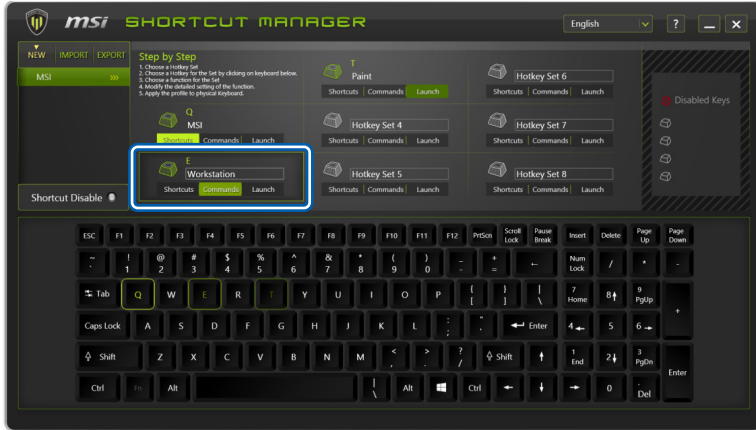 msi SHORTCUT MANAGER
English
?
NEW IMPORT EXPORT
MSI >>>
Shortcut Disable
Step by Step
1. Choose a Hotkey Set
2. Choose a Hotkey for the Set by clicking on keyboard below.
3. Choose a function for the Set
4. Modify the detailed setting of the function.
5. Apply the profile to physical Keyboard.
Q
MSI
Shortcuts Commands Launch
E
Workstation
Shortcuts Commands Launch
T
Paint
Shortcuts Commands Launch
Hotkey Set 4
Shortcuts Commands Launch
Hotkey Set 5
Shortcuts Commands Launch
Hotkey Set 6
Shortcuts Commands Launch
Hotkey Set 7
Shortcuts Commands Launch
Hotkey Set 8
Shortcuts Commands Launch
Disabled Keys
ESC F1 F2 F3 F4 F5 F6 F7 F8 F9 F10 F11 F12 PrtScn Scroll Lock Pause Break Insert Delete Page Up Page Down
~ ` ! 1 @ 2 # 3 $ 4 % 5 ^ 6 & 7 * 8 ( 9 ) 0 _ - + = ← Num Lock / * -
Tab Q W E R T Y U I O P { [ } ] | \ 7 Home 8 9 PgUp +
Caps Lock A S D F G H J K L : ; " ' Enter 4 5 6
Shift Z X C V B N M < , > . ? / Shift 1 End 2 3 PgDn Enter
Ctrl Fn Alt | \ Alt Ctrl 0 . Del